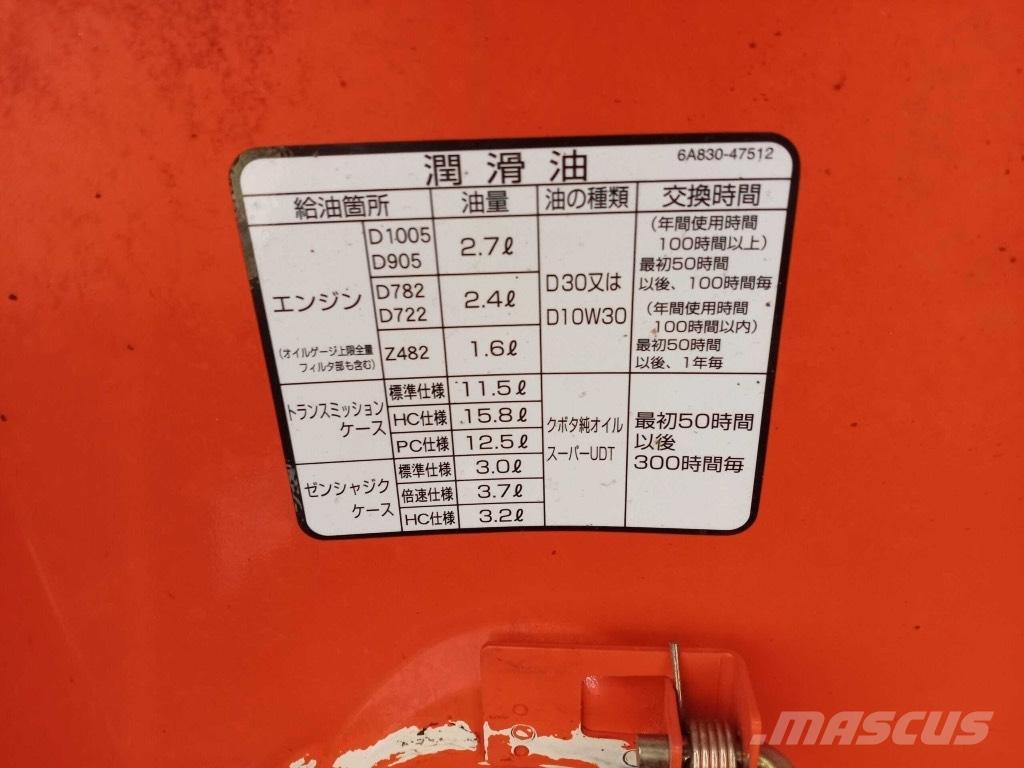 潤滑油 6A830-47512
給油箇所 油量 油の種類 交換時間
エンジン
(オイルゲージ上限全量
フィルタ部も含む)
D1005
D905
2.7ℓ
D782
D722
2.4ℓ
Z482 1.6ℓ
D30又は
D10W30
(年間使用時間
100時間以上)
最初50時間
以後、100時間毎
(年間使用時間
100時間以内)
最初50時間
以後、1年毎
トランスミッション
ケース
標準仕様 11.5ℓ
HC仕様 15.8ℓ
PC仕様 12.5ℓ
ゼンシャジク
ケース
標準仕様 3.0ℓ
倍速仕様 3.7ℓ
HC仕様 3.2ℓ
クボタ純オイル
スーパーUDT
最初50時間
以後
300時間毎
MASCUS